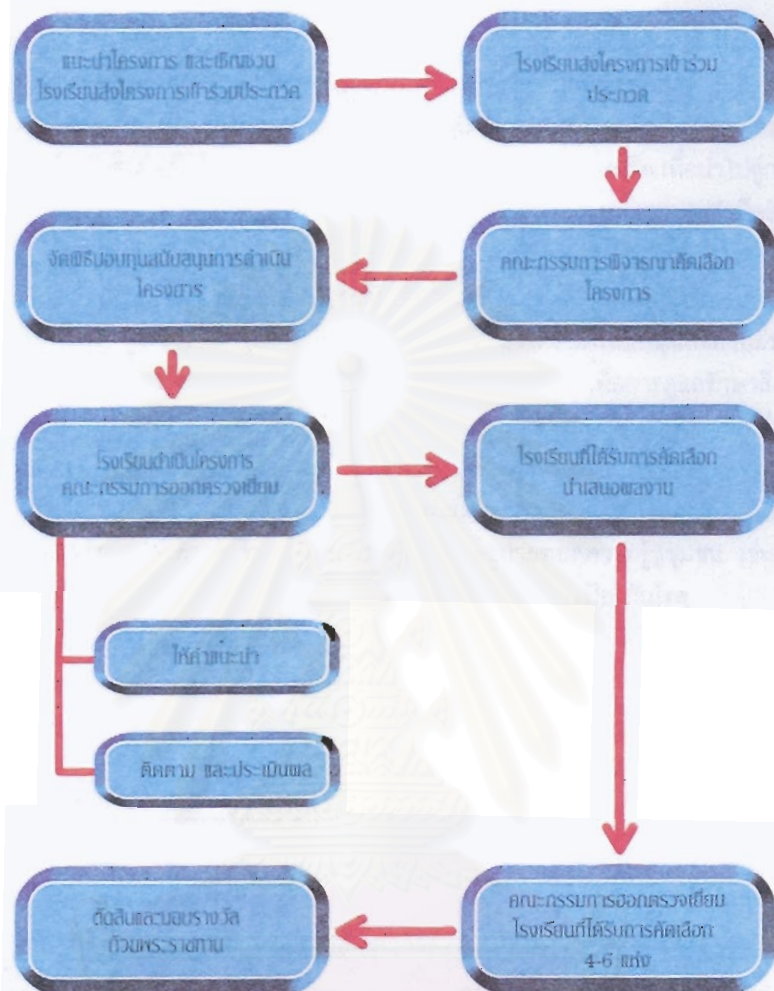 แนะนำโครงการ และเชิญชวน
โรงเรียนส่งโครงการเข้าร่วมประกวด
โรงเรียนส่งโครงการเข้าร่วม
ประกวด
คณะกรรมการพิจารณาคัดเลือก
โครงการ
จัดพิธีมอบทุนสนับสนุนการดำเนิน
โครงการ
โรงเรียนดำเนินโครงการ
คณะกรรมการออกตรวจเยี่ยม
ให้คำแนะนำ
ติดตาม และประเมินผล
โรงเรียนที่ได้รับการคัดเลือก
นำเสนอผลงาน
คณะกรรมการออกตรวจเยี่ยม
โรงเรียนที่ได้รับการคัดเลือก
4-6 แห่ง
ตัดสินและมอบรางวัล
ถ้วยพระราชทาน